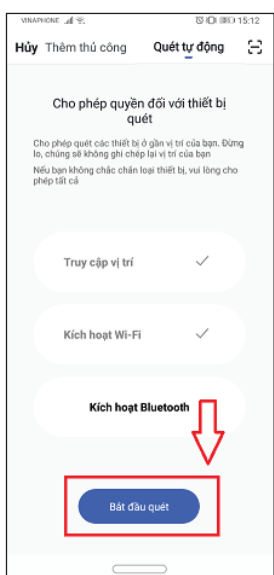 VINAPHONE 15:12
Hủy Thêm thủ công Quét tự động
Cho phép quyền đối với thiết bị
quét
Cho phép quét các thiết bị ở gần vị trí của bạn. Đừng
lo, chúng sẽ không ghi chép lại vị trí của bạn
Nếu bạn không chắc chắn loại thiết bị, vui lòng cho
phép tất cả
Truy cập vị trí
Kích hoạt Wi-Fi
Kích hoạt Bluetooth
Bắt đầu quét